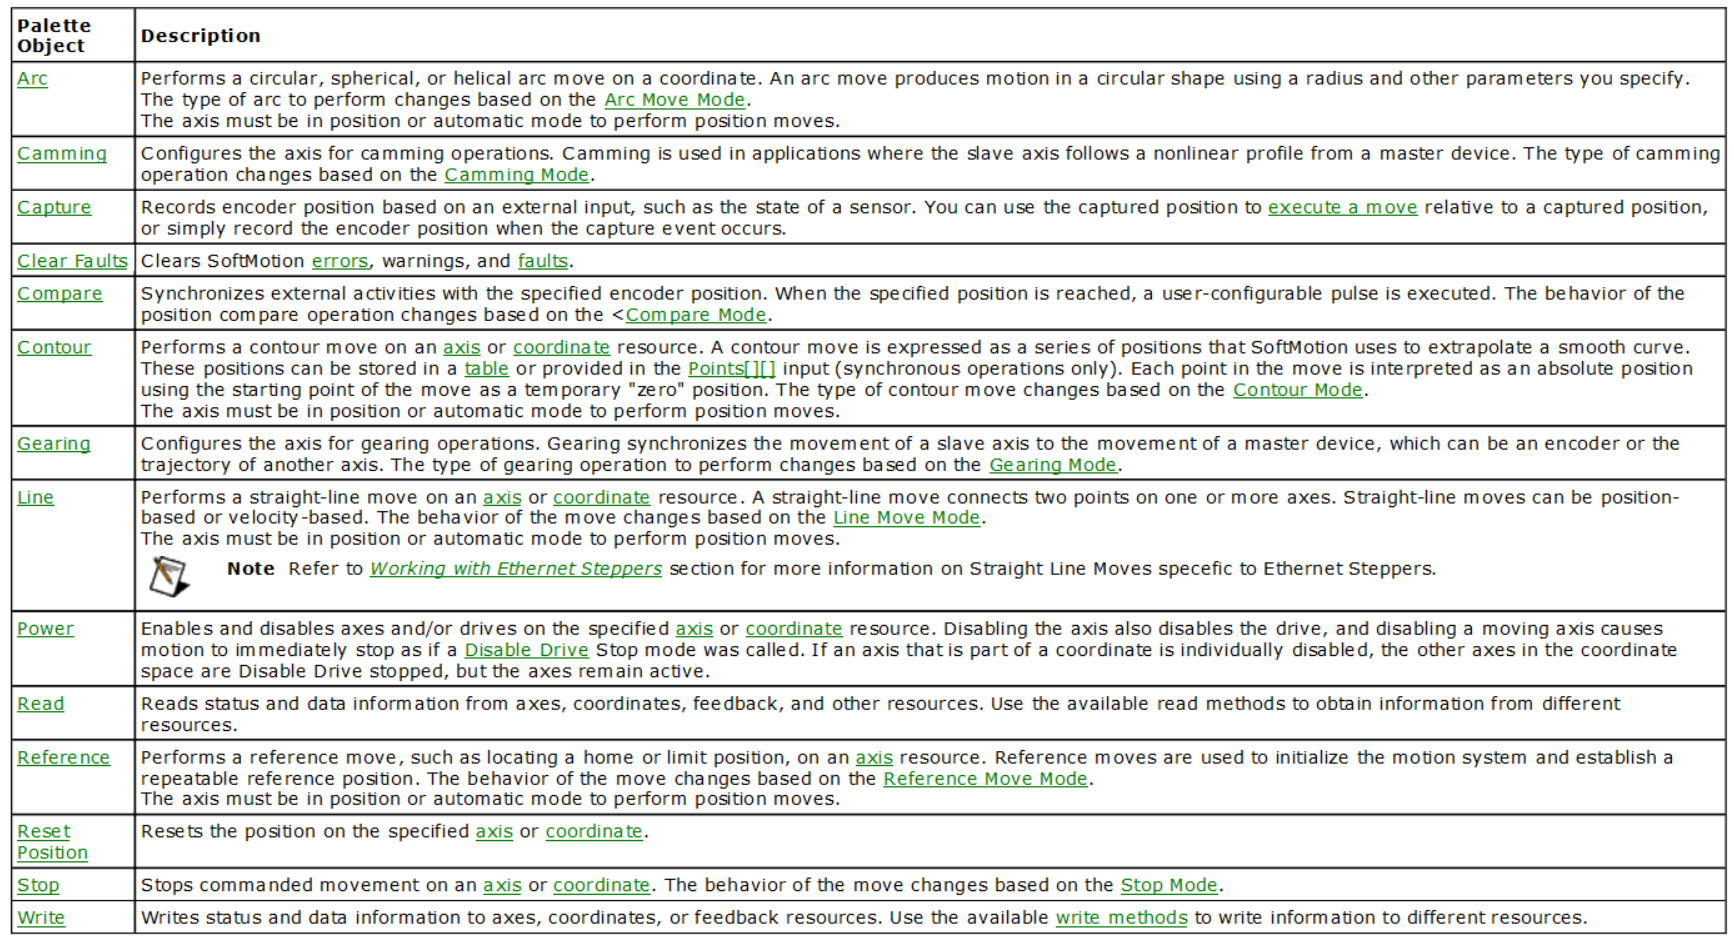 Palette
Object
Description
Arc
Performs a circular, spherical, or helical arc move on a coordinate. An arc move produces motion in a circular shape using a radius and other parameters you specify.
The type of arc to perform changes based on the Arc Move Mode.
The axis must be in position or automatic mode to perform position moves.
Camming
Configures the axis for camming operations. Camming is used in applications where the slave axis follows a nonlinear profile from a master device. The type of camming
operation changes based on the Camming Mode.
Capture
Records encoder position based on an external input, such as the state of a sensor. You can use the captured position to execute a move relative to a captured position,
or simply record the encoder position when the capture event occurs.
Clear Faults
Clears SoftMotion errors, warnings, and faults.
Compare
Synchronizes external activities with the specified encoder position. When the specified position is reached, a user-configurable pulse is executed. The behavior of the
position compare operation changes based on the <Compare Mode.
Contour
Performs a contour move on an axis or coordinate resource. A contour move is expressed as a series of positions that SoftMotion uses to extrapolate a smooth curve.
These positions can be stored in a table or provided in the Points[][] input (synchronous operations only). Each point in the move is interpreted as an absolute position
using the starting point of the move as a temporary "zero" position. The type of contour move changes based on the Contour Mode.
The axis must be in position or automatic mode to perform position moves.
Gearing
Configures the axis for gearing operations. Gearing synchronizes the movement of a slave axis to the movement of a master device, which can be an encoder or the
trajectory of another axis. The type of gearing operation to perform changes based on the Gearing Mode.
Line
Performs a straight-line move on an axis or coordinate resource. A straight-line move connects two points on one or more axes. Straight-line moves can be position-
based or velocity-based. The behavior of the move changes based on the Line Move Mode.
The axis must be in position or automatic mode to perform position moves.
Note Refer to Working with Ethernet Steppers section for more information on Straight Line Moves specefic to Ethernet Steppers.
Power
Enables and disables axes and/or drives on the specified axis or coordinate resource. Disabling the axis also disables the drive, and disabling a moving axis causes
motion to immediately stop as if a Disable Drive Stop mode was called. If an axis that is part of a coordinate is individually disabled, the other axes in the coordinate
space are Disable Drive stopped, but the axes remain active.
Read
Reads status and data information from axes, coordinates, feedback, and other resources. Use the available read methods to obtain information from different
resources.
Reference
Performs a reference move, such as locating a home or limit position, on an axis resource. Reference moves are used to initialize the motion system and establish a
repeatable reference position. The behavior of the move changes based on the Reference Move Mode.
The axis must be in position or automatic mode to perform position moves.
Reset
Position
Resets the position on the specified axis or coordinate.
Stop
Stops commanded movement on an axis or coordinate. The behavior of the move changes based on the Stop Mode.
Write
Writes status and data information to axes, coordinates, or feedback resources. Use the available write methods to write information to different resources.